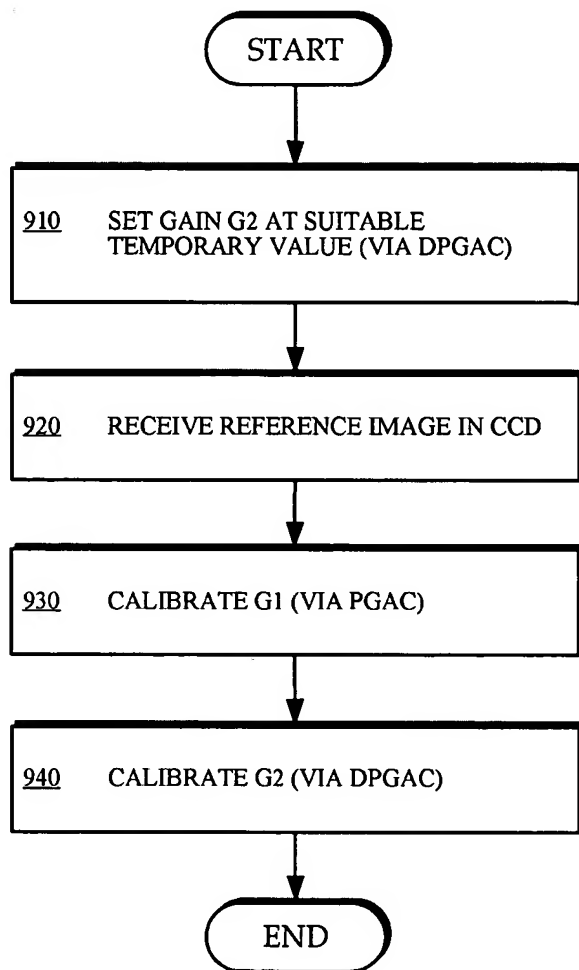 START
910 SET GAIN G2 AT SUITABLE
TEMPORARY VALUE (VIA DPGAC)
920 RECEIVE REFERENCE IMAGE IN CCD
930 CALIBRATE G1 (VIA PGAC)
940 CALIBRATE G2 (VIA DPGAC)
END